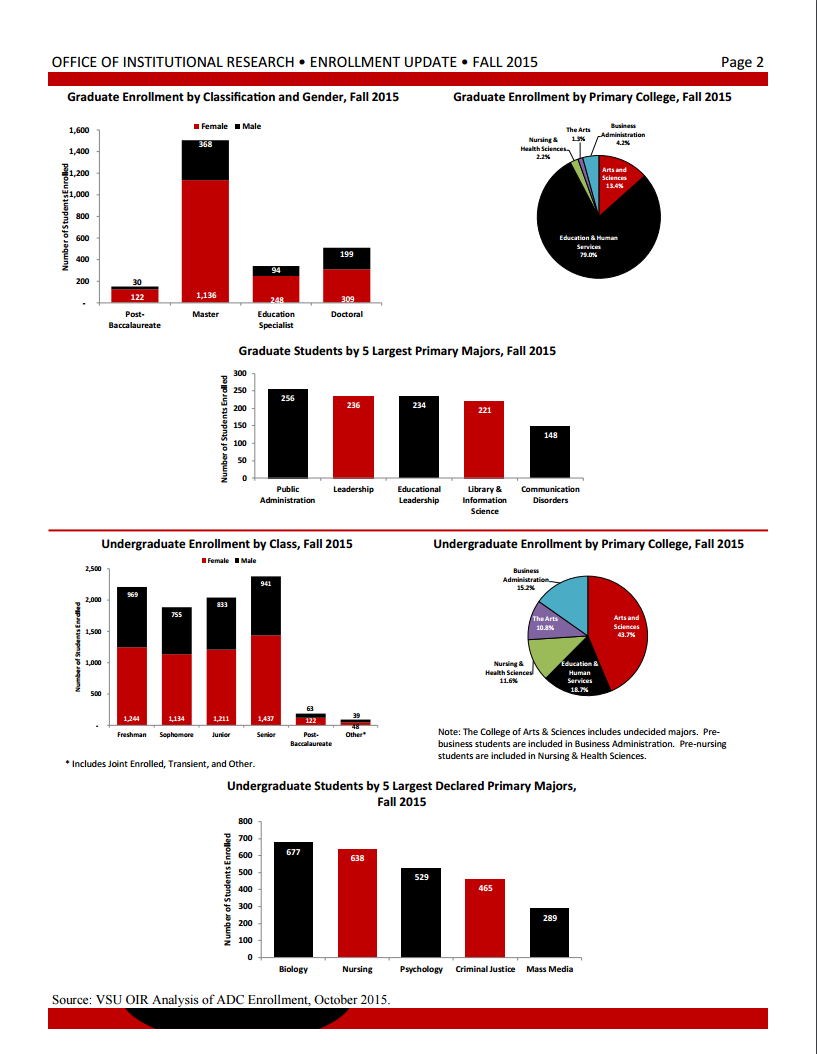 OFFICE OF INSTITUTIONAL RESEARCH • ENROLLMENT UPDATE • FALL 2015 Page 2
Graduate Enrollment by Classification and Gender, Fall 2015
Female Male
Number of Students Enrolled
1,600
1,400
1,200
1,000
800
600
400
200
-
30
368
94
199
122
1,136
248
309
Post-
Baccalaureate
Master
Education
Specialist
Doctoral
Graduate Enrollment by Primary College, Fall 2015
Nursing &
Health Sciences
2.2%
The Arts
1.3%
Business
Administration
4.2%
Arts and
Sciences
13.4%
Education & Human
Services
79.0%
Graduate Students by 5 Largest Primary Majors, Fall 2015
Number of Students Enrolled
300
250
200
150
100
50
0
256
236
234
221
148
Public
Administration
Leadership
Educational
Leadership
Library &
Information
Science
Communication
Disorders
Undergraduate Enrollment by Class, Fall 2015
Female Male
Number of Students Enrolled
2,500
2,000
1,500
1,000
500
-
969
755
833
941
63
39
1,244
1,134
1,211
1,437
122
48
Freshman
Sophomore
Junior
Senior
Post-
Baccalaureate
Other*
* Includes Joint Enrolled, Transient, and Other.
Undergraduate Enrollment by Primary College, Fall 2015
Business
Administration
15.2%
The Arts
10.8%
Nursing &
Health Sciences
11.6%
Education &
Human
Services
18.7%
Arts and
Sciences
43.7%
Note: The College of Arts & Sciences includes undecided majors. Pre-
business students are included in Business Administration. Pre-nursing
students are included in Nursing & Health Sciences.
Undergraduate Students by 5 Largest Declared Primary Majors,
Fall 2015
Number of Students Enrolled
800
700
600
500
400
300
200
100
0
677
638
529
465
289
Biology
Nursing
Psychology
Criminal Justice
Mass Media
Source: VSU OIR Analysis of ADC Enrollment, October 2015.